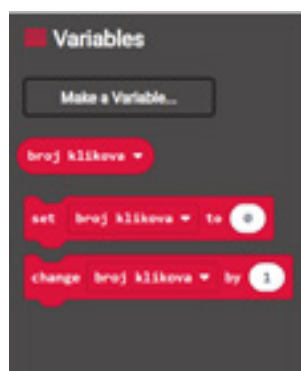 Variables
Make a Variable...
broj klikova
set broj klikova to 0
change broj klikova by 1